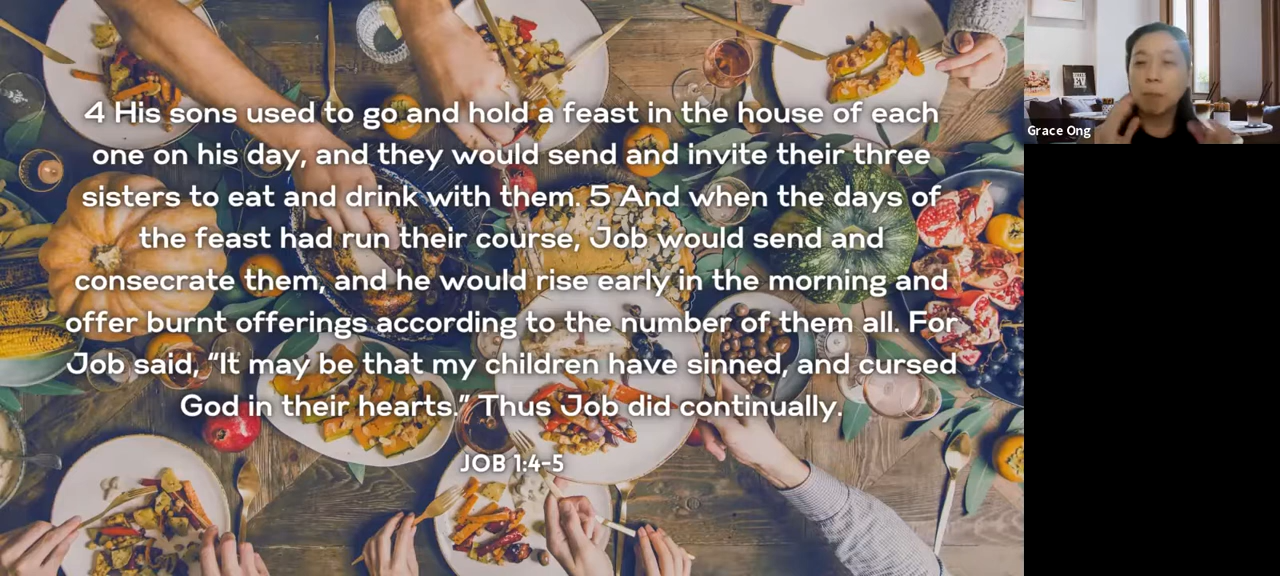 4 His sons used to go and hold a feast in the house of each
one on his day, and they would send and invite their three
sisters to eat and drink with them. 5 And when the days of
the feast had run their course, Job would send and
consecrate them, and he would rise early in the morning and
offer burnt offerings according to the number of them all. For
Job said, “It may be that my children have sinned, and cursed
God in their hearts.” Thus Job did continually.
JOB 1:4-5
Grace Ong